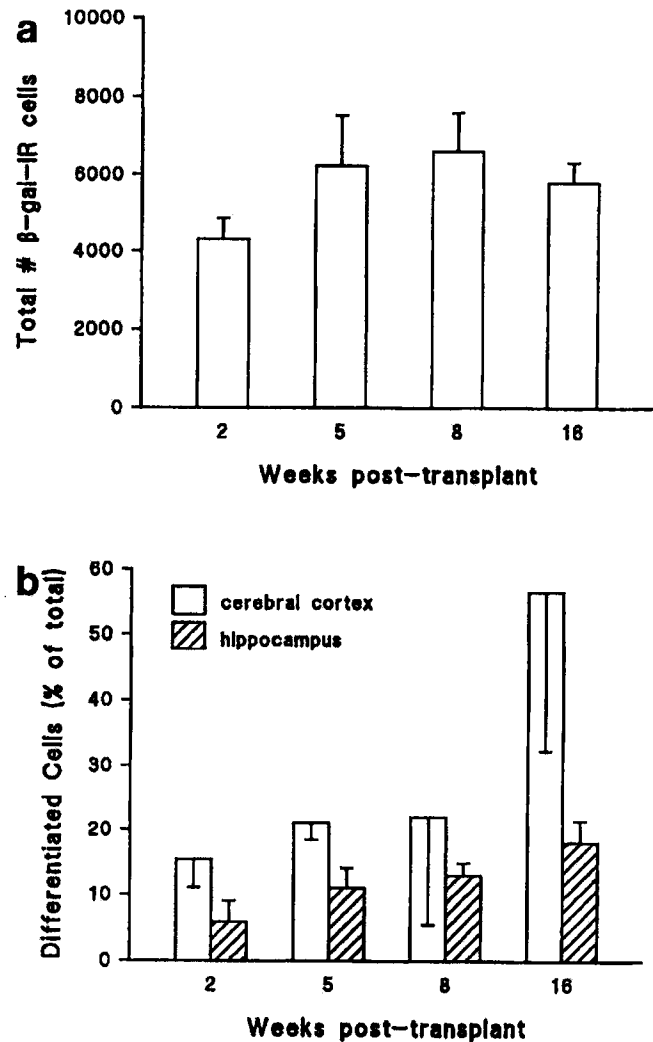 a
Total # β-gal-IR cells
10000
8000
6000
4000
2000
0
2 5 8 16
Weeks post-transplant
b
Differentiated Cells (% of total)
60
50
40
30
20
10
0
cerebral cortex
hippocampus
2 5 8 16
Weeks post-transplant